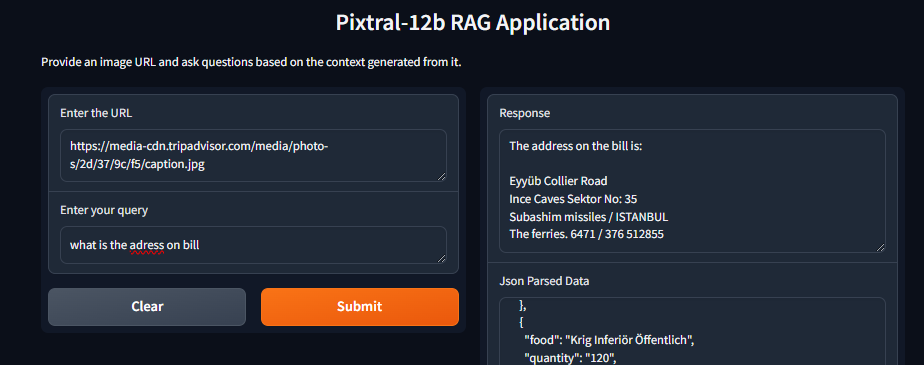 Pixtral-12b RAG Application
Provide an image URL and ask questions based on the context generated from it.
Enter the URL
https://media-cdn.tripadvisor.com/media/photo-
s/2d/37/9c/f5/caption.jpg
Enter your query
what is the adress on bill
Clear
Submit
Response
The address on the bill is:
Eyyüb Collier Road
Ince Caves Sektor No: 35
Subashim missiles / ISTANBUL
The ferries. 6471 / 376 512855
Json Parsed Data
},
{
"food": "Krig Inferiör Öffentlich",
"quantity": "120",